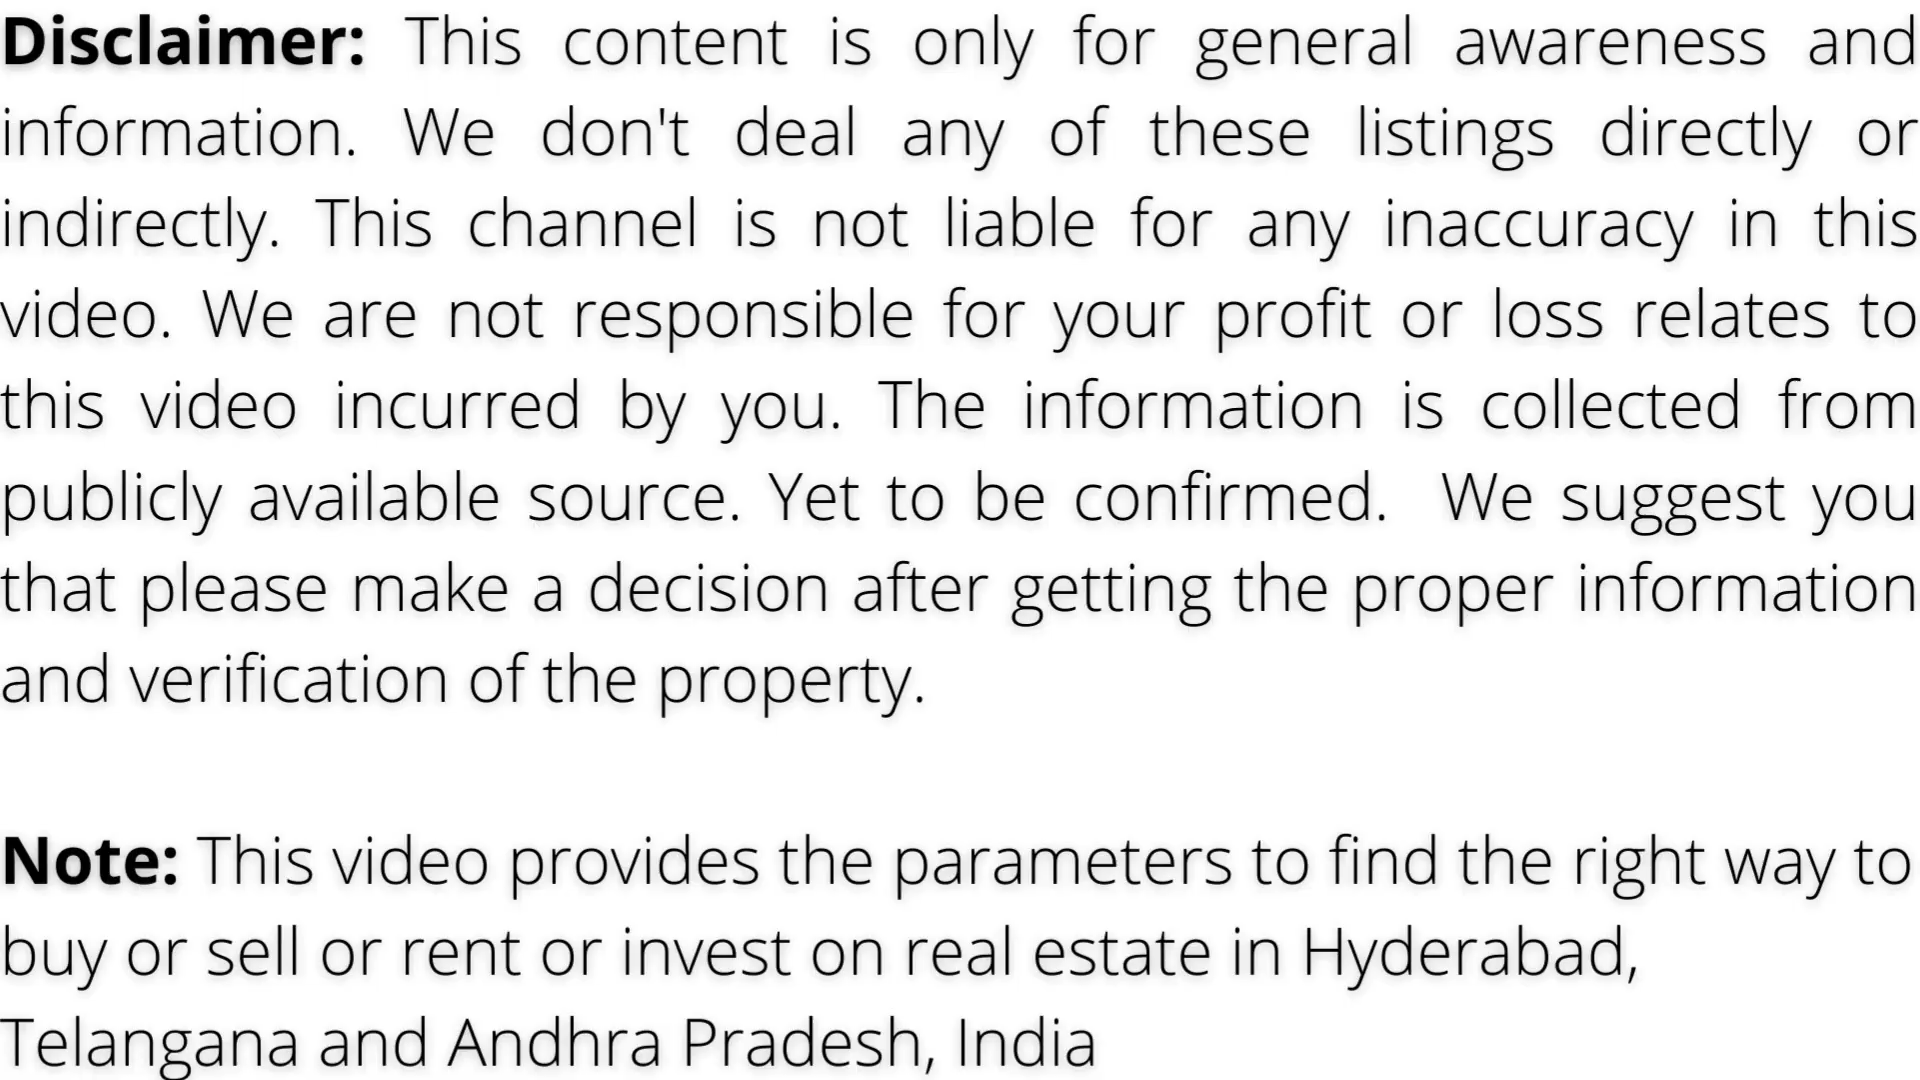 Disclaimer: This content is only for general awareness and
information. We don't deal any of these listings directly or
indirectly. This channel is not liable for any inaccuracy in this
video. We are not responsible for your profit or loss relates to
this video incurred by you. The information is collected from
publicly available source. Yet to be confirmed.  We suggest you
that please make a decision after getting the proper information
and verification of the property.
Note: This video provides the parameters to find the right way to
buy or sell or rent or invest on real estate in Hyderabad,
Telangana and Andhra Pradesh, India